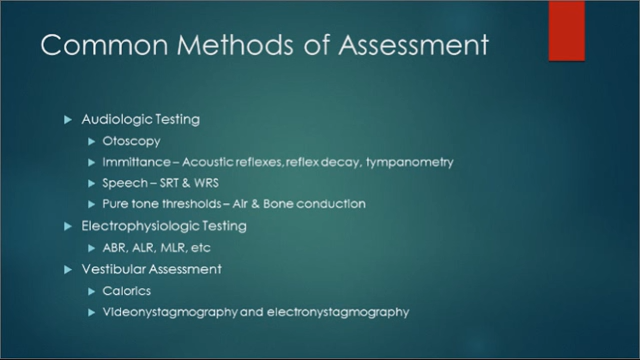 Common Methods of Assessment
Audiologic Testing
Otoscopy
Immittance – Acoustic reflexes, reflex decay, tympanometry
Speech – SRT & WRS
Pure tone thresholds – Air & Bone conduction
Electrophysiologic Testing
ABR, ALR, MLR, etc
Vestibular Assessment
Calorics
Videonystagmography and electronystagmography